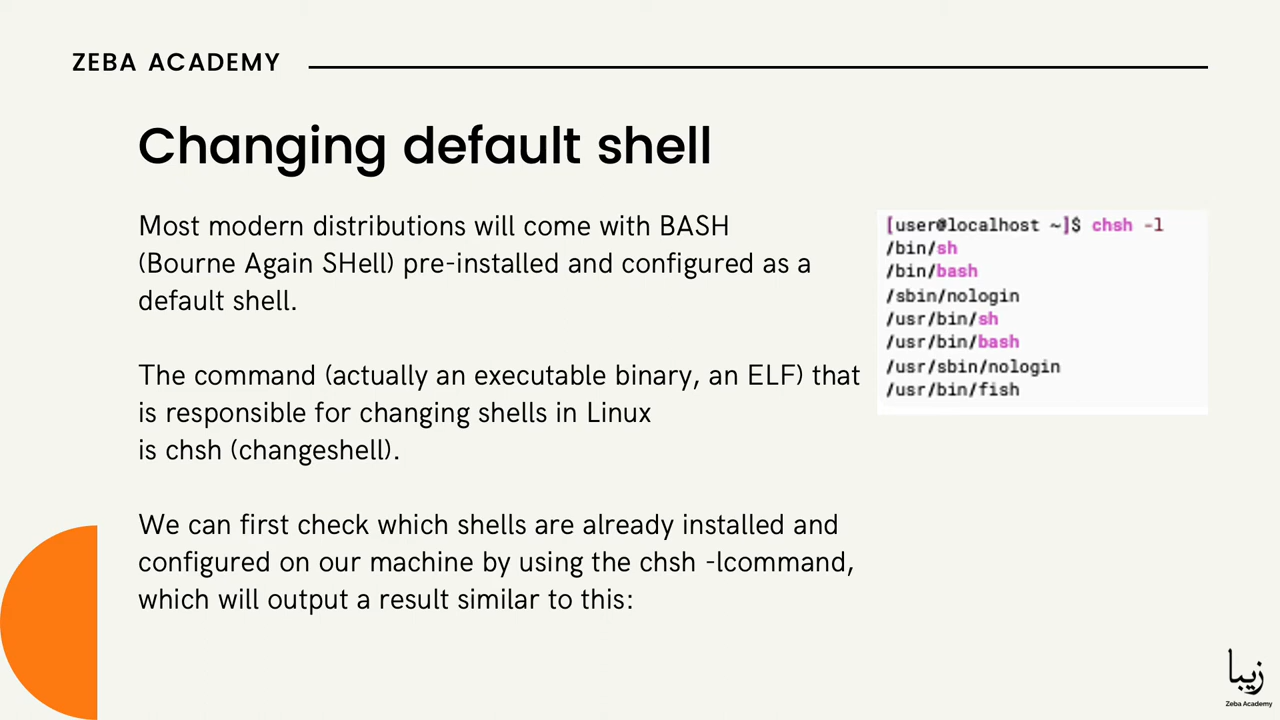 ZEBA ACADEMY
Changing default shell
Most modern distributions will come with BASH
(Bourne Again SHell) pre-installed and configured as a
default shell.
The command (actually an executable binary, an ELF) that
is responsible for changing shells in Linux
is chsh (changeshell).
We can first check which shells are already installed and
configured on our machine by using the chsh -lcommand,
which will output a result similar to this:
[user@localhost ~]$ chsh -l
/bin/sh
/bin/bash
/sbin/nologin
/usr/bin/sh
/usr/bin/bash
/usr/sbin/nologin
/usr/bin/fish
زیبا
Zeba Academy